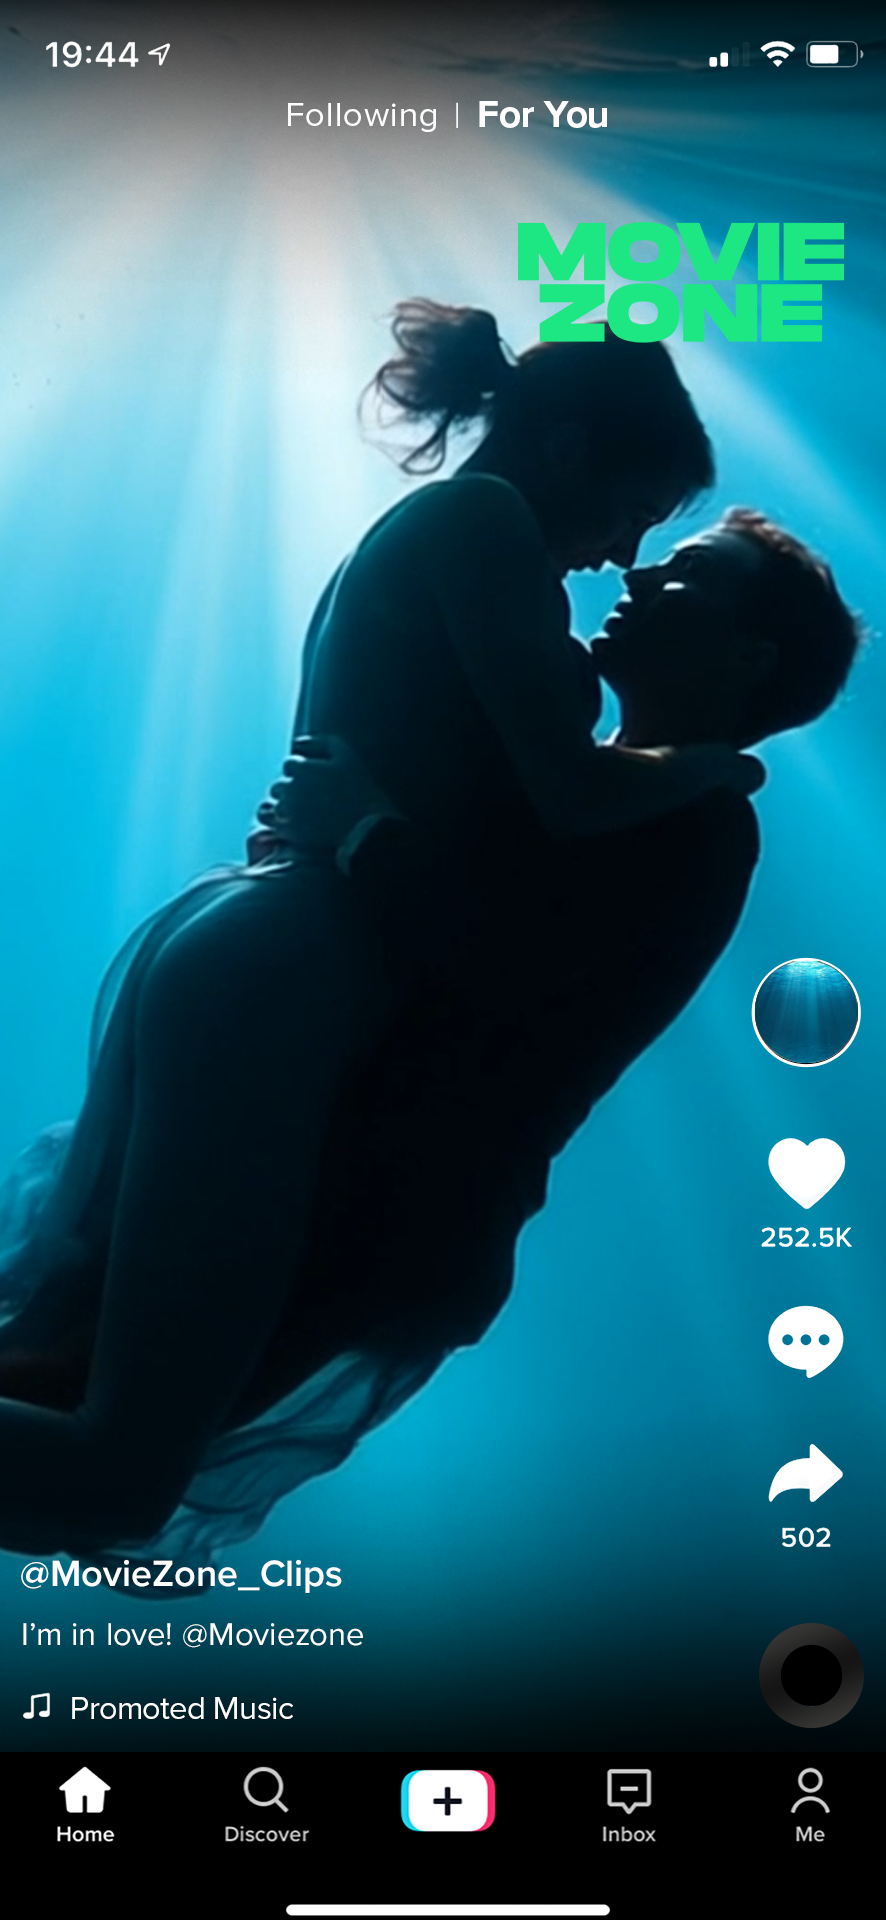 19:44
Following | For You
MOVIE
ZONE
252.5K
502
@MovieZone_Clips
I'm in love! @Moviezone
Promoted Music
Home
Discover
Inbox
Me